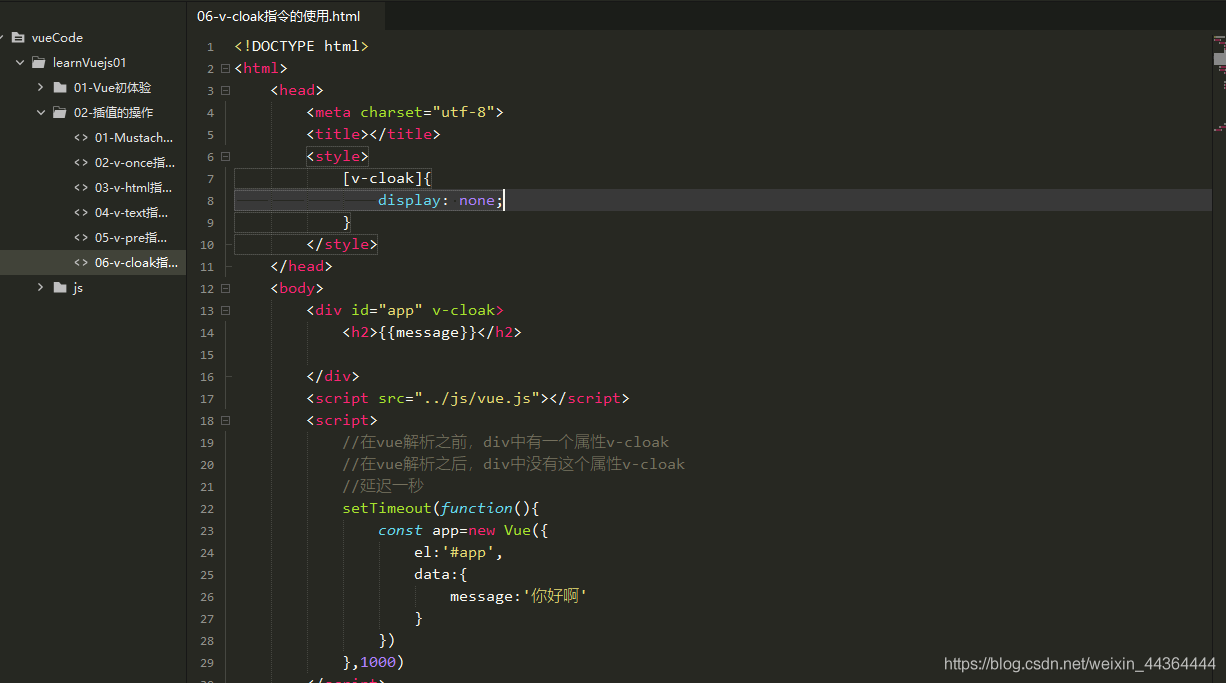 06-v-cloak指令的使用.html
vueCode
learnVuejs01
01-Vue初体验
02-插值的操作
<> 01-Mustach...
<> 02-v-once指...
<> 03-v-html指...
<> 04-v-text指...
<> 05-v-pre指...
<> 06-v-cloak指...
js
1 <!DOCTYPE html>
2 <html>
3 <head>
4 <meta charset="utf-8">
5 <title></title>
6 <style>
7 [v-cloak]{
8 display: none;
9 }
10 </style>
11 </head>
12 <body>
13 <div id="app" v-cloak>
14 <h2>{{message}}</h2>
15
16 </div>
17 <script src="../js/vue.js"></script>
18 <script>
19 //在vue解析之前，div中有一个属性v-cloak
20 //在vue解析之后，div中没有这个属性v-cloak
21 //延迟一秒
22 setTimeout(function(){
23 const app=new Vue({
24 el:'#app',
25 data:{
26 message:'你好啊'
27 }
28 })
29 },1000)
30 </script>
https://blog.csdn.net/weixin_44364444